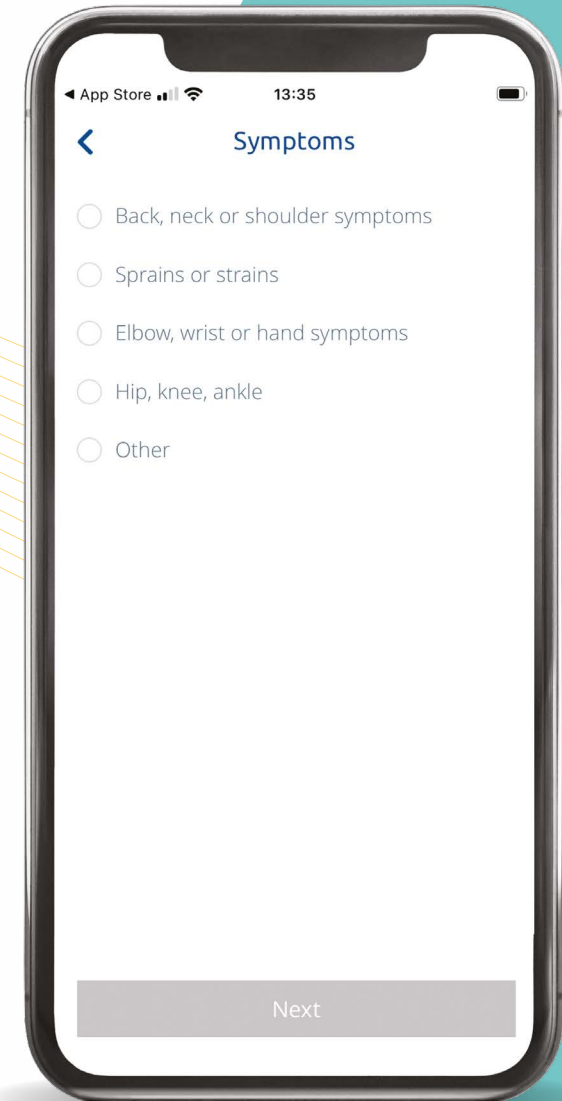 App Store
13:35
Symptoms
Back, neck or shoulder symptoms
Sprains or strains
Elbow, wrist or hand symptoms
Hip, knee, ankle
Other
Next